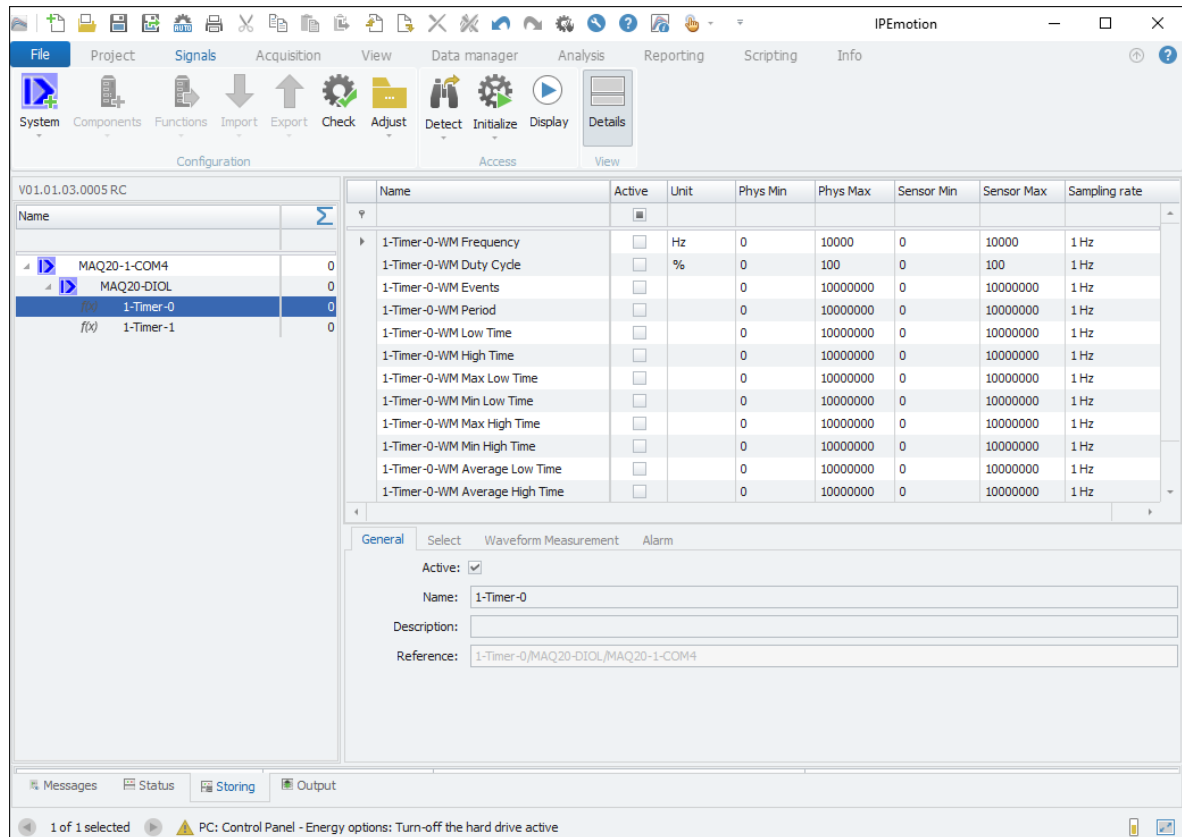 IPEmotion
File Project Signals Acquisition View Data manager Analysis Reporting Scripting Info
System Components Functions Import Export Check Adjust Detect Initialize Display Details
Configuration Access View
V01.01.03.0005 RC
Name Σ
MAQ20-1-COM4 0
MAQ20-DIOL 0
f(x) 1-Timer-0 0
f(x) 1-Timer-1 0
Name Active Unit Phys Min Phys Max Sensor Min Sensor Max Sampling rate
1-Timer-0-WM Frequency Hz 0 10000 0 10000 1 Hz
1-Timer-0-WM Duty Cycle % 0 100 0 100 1 Hz
1-Timer-0-WM Events 0 10000000 0 10000000 1 Hz
1-Timer-0-WM Period 0 10000000 0 10000000 1 Hz
1-Timer-0-WM Low Time 0 10000000 0 10000000 1 Hz
1-Timer-0-WM High Time 0 10000000 0 10000000 1 Hz
1-Timer-0-WM Max Low Time 0 10000000 0 10000000 1 Hz
1-Timer-0-WM Min Low Time 0 10000000 0 10000000 1 Hz
1-Timer-0-WM Max High Time 0 10000000 0 10000000 1 Hz
1-Timer-0-WM Min High Time 0 10000000 0 10000000 1 Hz
1-Timer-0-WM Average Low Time 0 10000000 0 10000000 1 Hz
1-Timer-0-WM Average High Time 0 10000000 0 10000000 1 Hz
General Select Waveform Measurement Alarm
Active:
Name: 1-Timer-0
Description:
Reference: 1-Timer-0/MAQ20-DIOL/MAQ20-1-COM4
Messages Status Storing Output
1 of 1 selected PC: Control Panel - Energy options: Turn-off the hard drive active